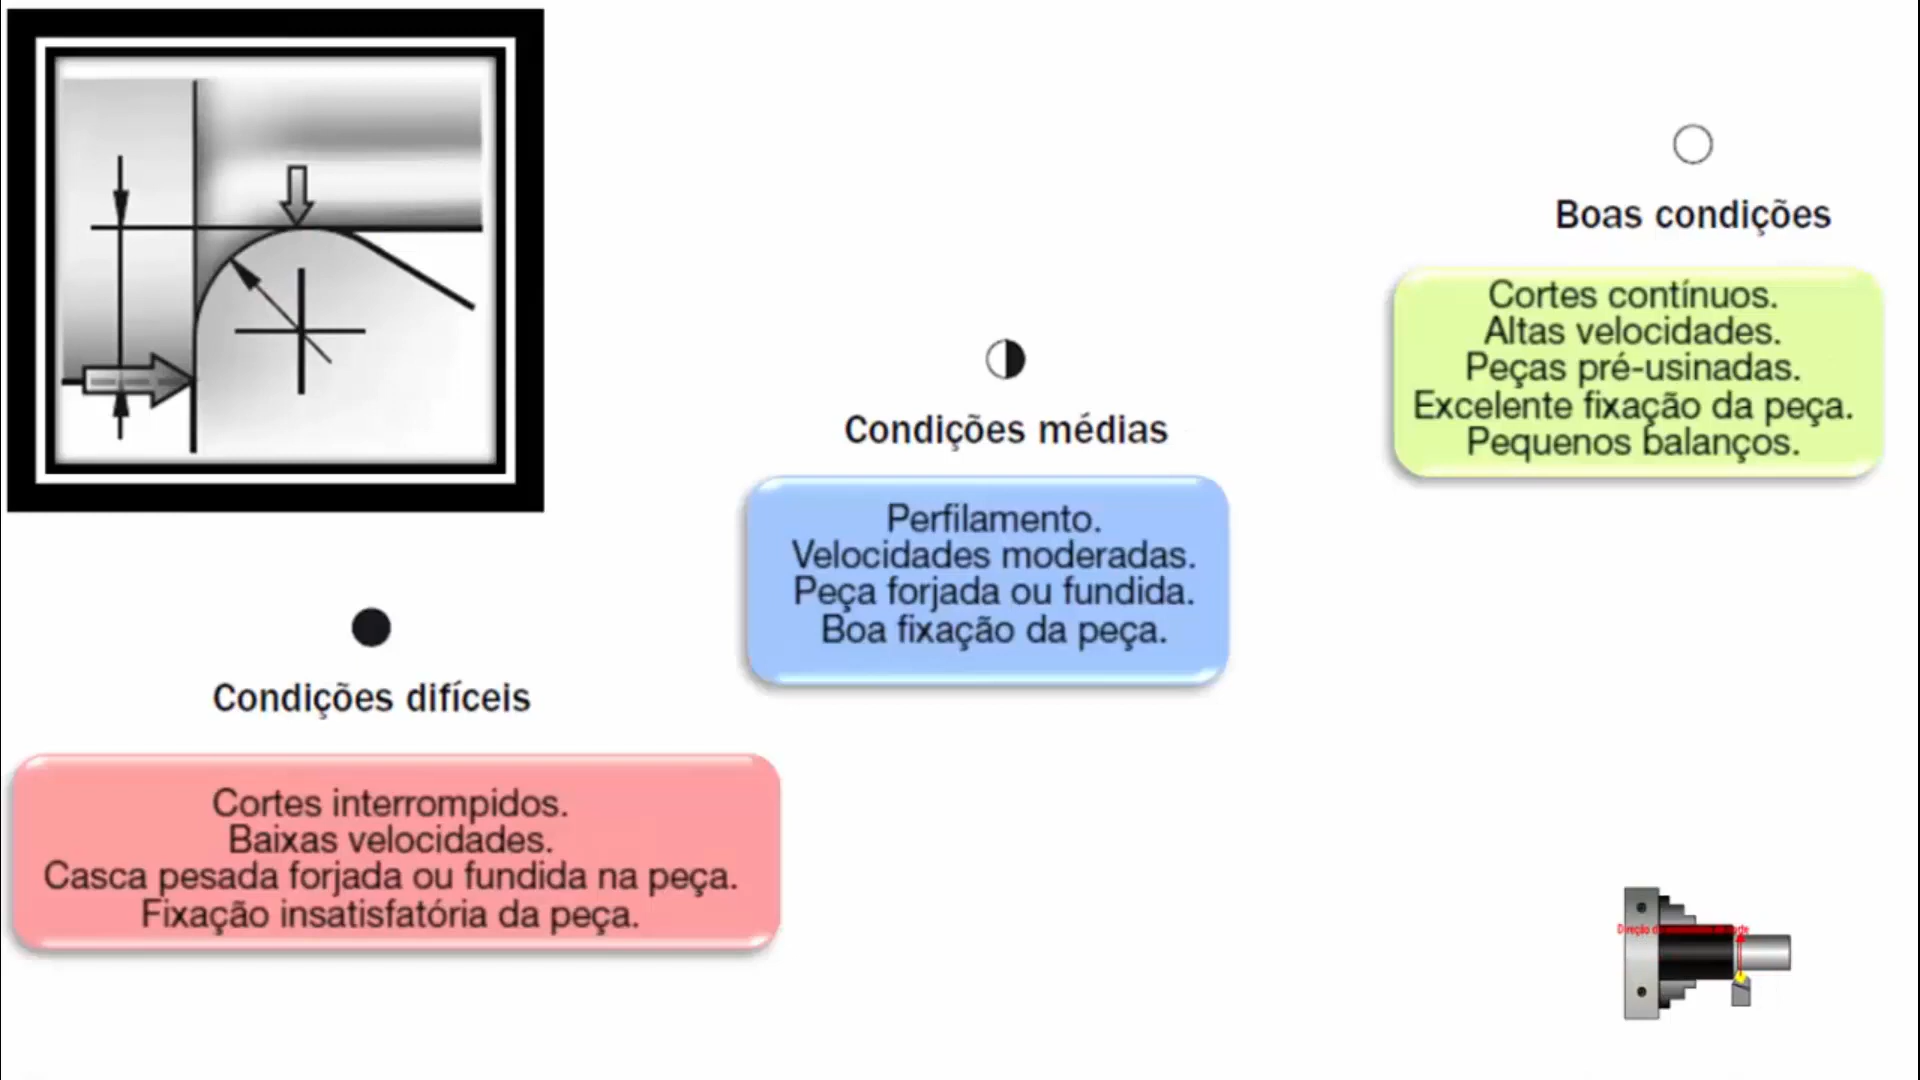 Boas condições
Cortes contínuos.
Altas velocidades.
Peças pré-usinadas.
Excelente fixação da peça.
Pequenos balanços.
Condições médias
Perfilamento.
Velocidades moderadas.
Peça forjada ou fundida.
Boa fixação da peça.
Condições difíceis
Cortes interrompidos.
Baixas velocidades.
Casca pesada forjada ou fundida na peça.
Fixação insatisfatória da peça.
Direção